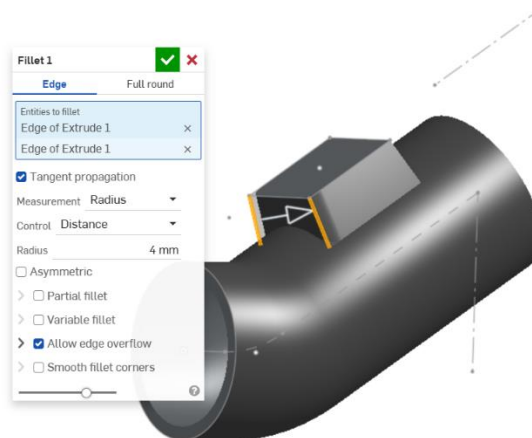 Fillet 1
Edge Full round
Entities to fillet
Edge of Extrude 1
Edge of Extrude 1
Tangent propagation
Measurement Radius
Control Distance
Radius 4 mm
Asymmetric
Partial fillet
Variable fillet
Allow edge overflow
Smooth fillet corners